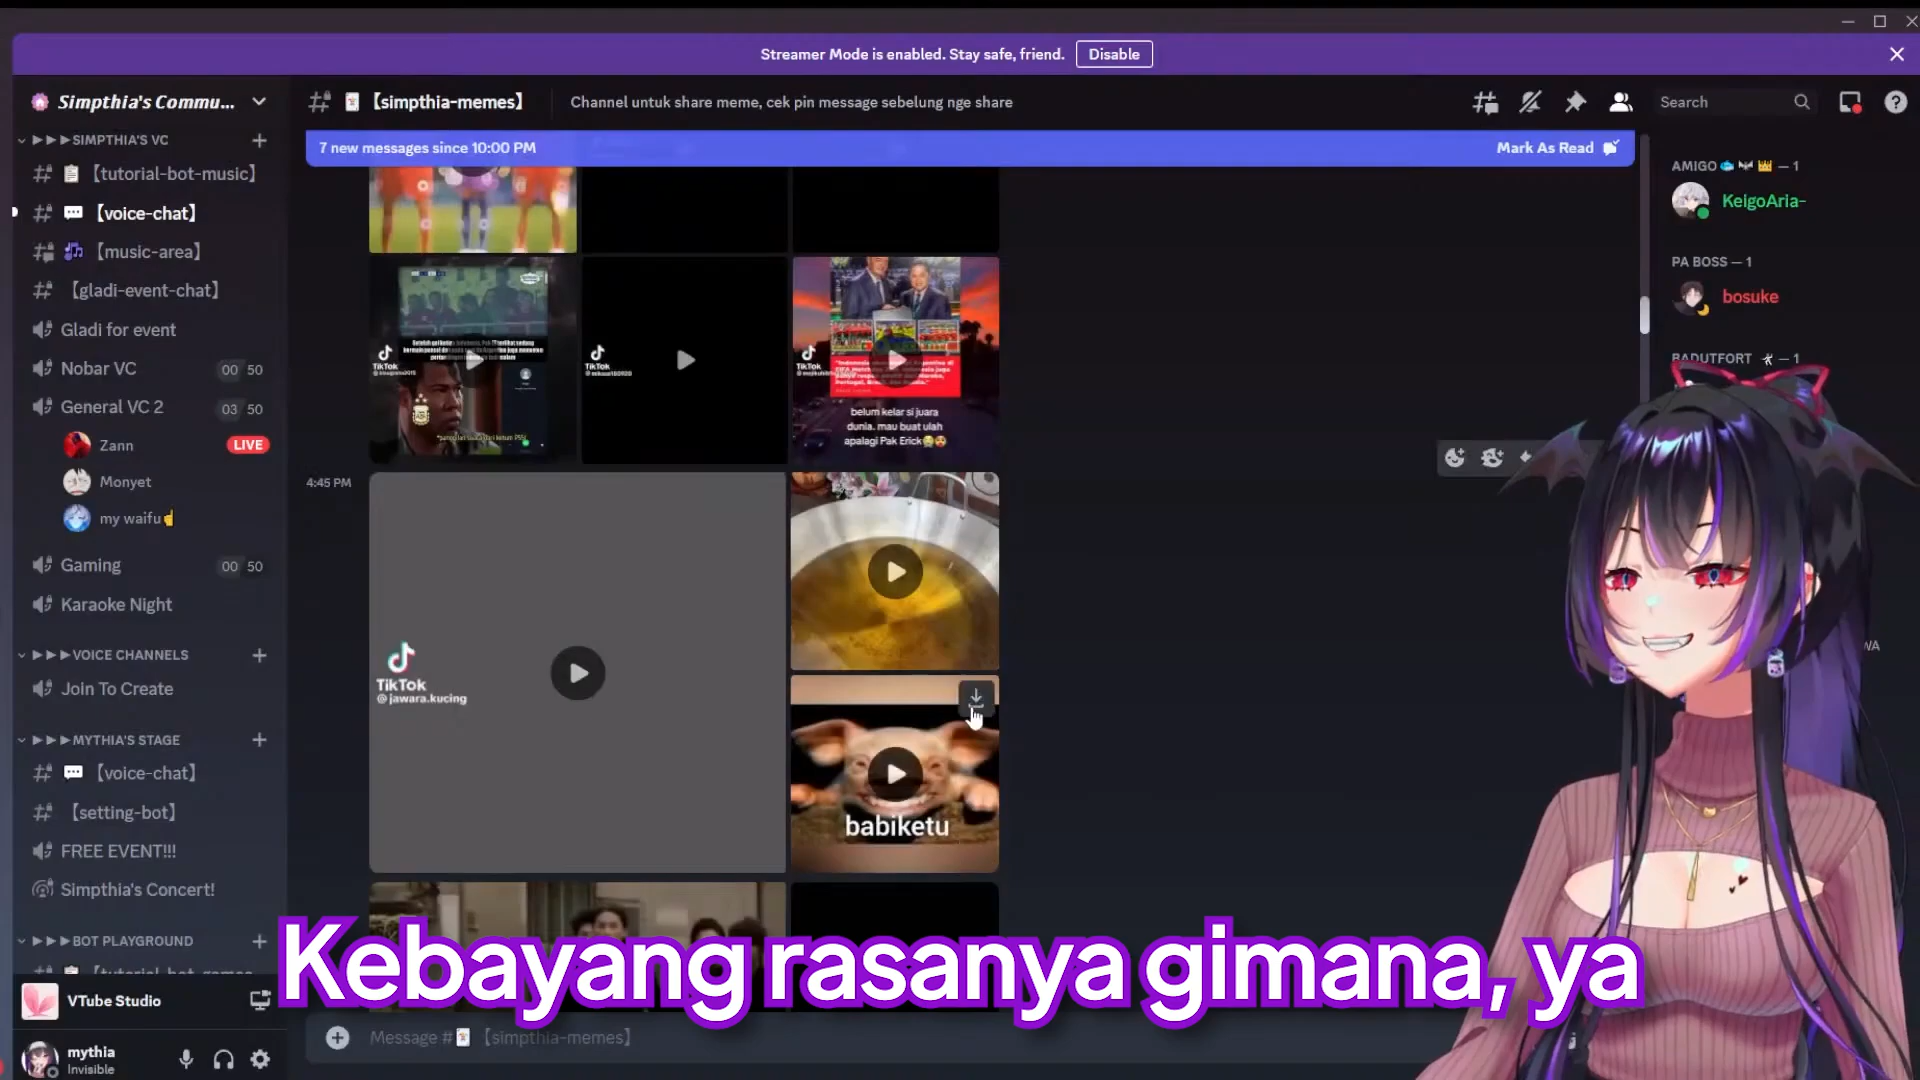 Streamer Mode is enabled. Stay safe, friend. Disable
Simpthia's Commu...
【simpthia-memes】
Channel untuk share meme, cek pin message sebelung nge share
Search
7 new messages since 10:00 PM
Mark As Read
SIMPTHIA'S VC
【tutorial-bot-music】
【voice-chat】
【music-area】
【gladi-event-chat】
Gladi for event
Nobar VC 00 50
General VC 2 03 50
Zann LIVE
Monyet
my waifu
Gaming 00 50
Karaoke Night
VOICE CHANNELS
Join To Create
MYTHIA'S STAGE
【voice-chat】
【setting-bot】
FREE EVENT!!!
Simpthia's Concert!
BOT PLAYGROUND
VTube Studio
mythia
Invisible
TikTok
TikTok
TikTok
belum kelar si juara
dunia. mau buat ulah
apalagi Pak Erick
4:45 PM
TikTok
@jawara.kucing
babiketu
Kebayang rasanya gimana, ya
Message #【simpthia-memes】
AMIGO — 1
KeigoAria-
PA BOSS — 1
bosuke
RADUTFORT — 1